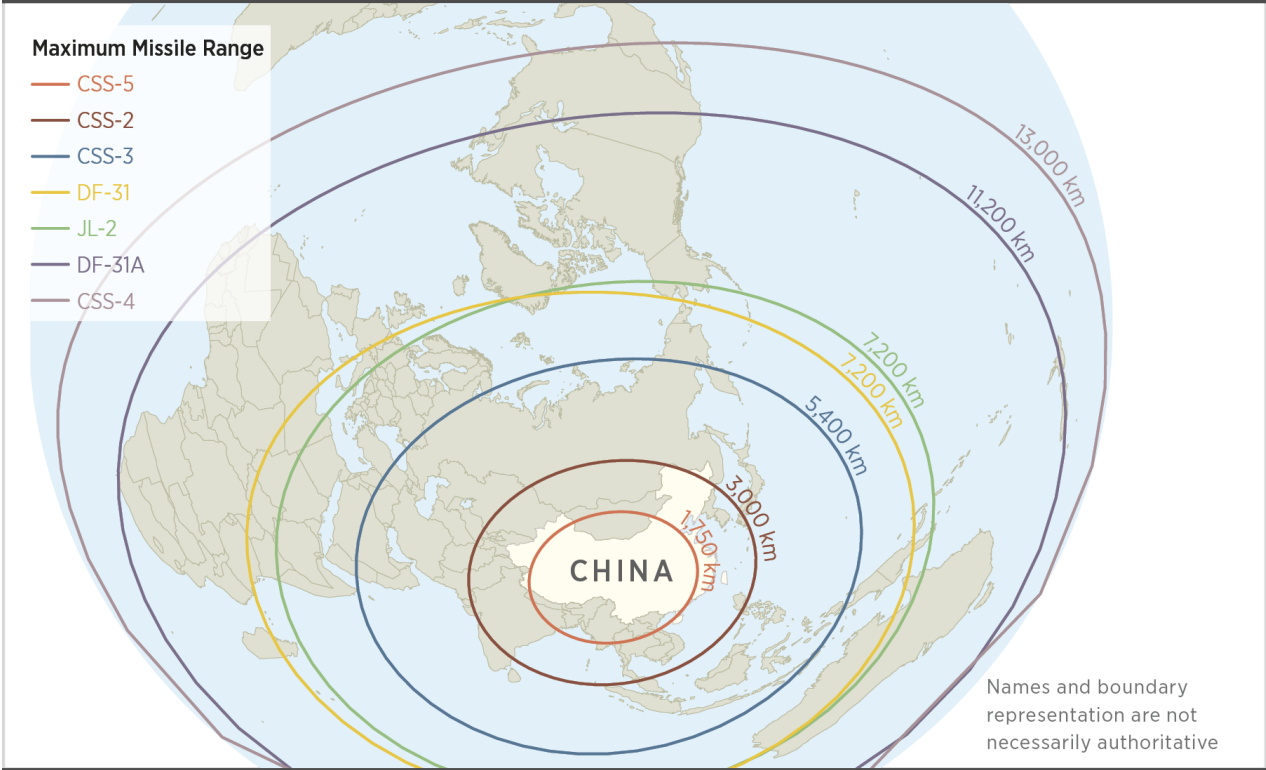 Maximum Missile Range
CSS-5
CSS-2
CSS-3
DF-31
JL-2
DF-31A
CSS-4
13,000 km
11,200 km
7,200 km
7,200 km
5,400 km
3,000 km
1,750 km
CHINA
Names and boundary
representation are not
necessarily authoritative